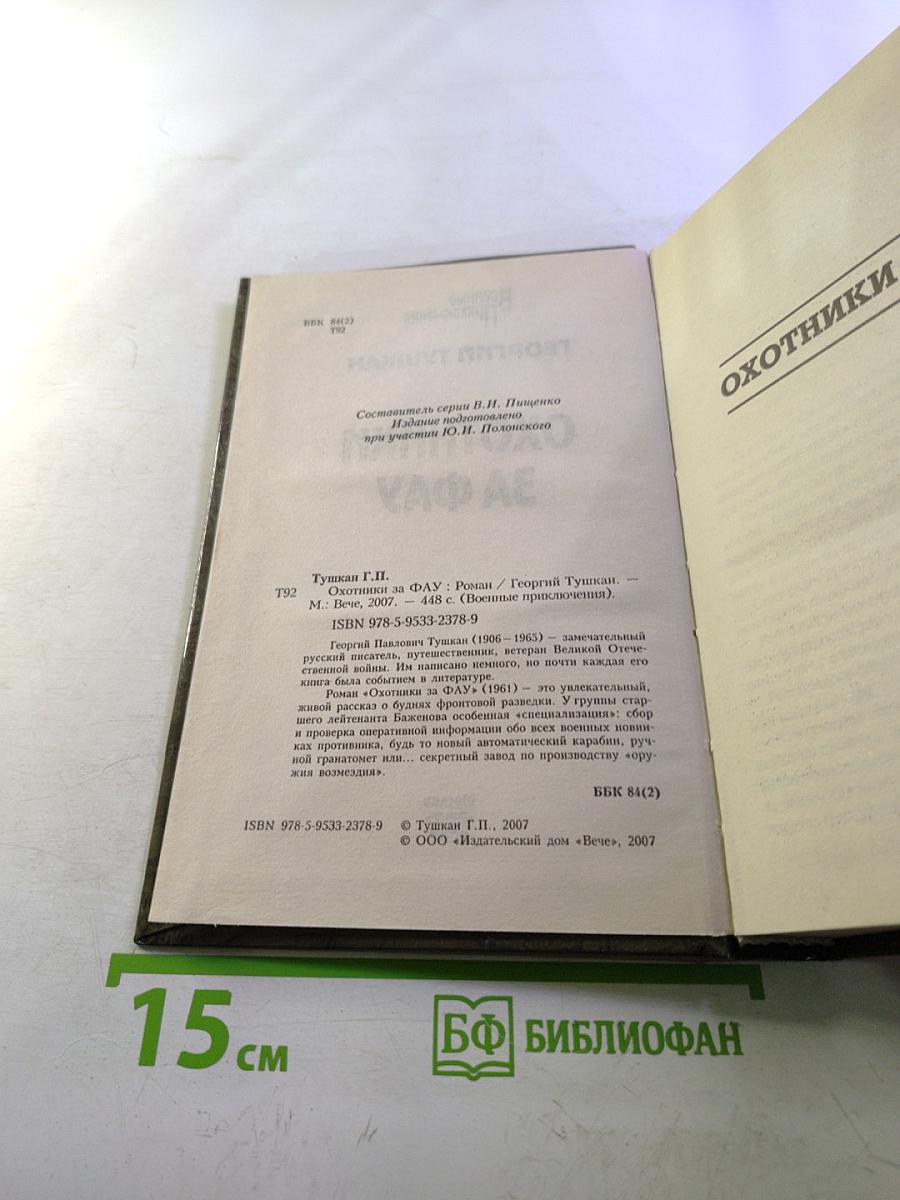 ББК 84(2)
Т92
Составитель серии В.И. Пищенко
Издание подготовлено
при участии Ю.И. Полонского
Тушкан Г.П.
Т92 Охотники за ФАУ : Роман / Георгий Тушкан. —
М.: Вече, 2007. — 448 с. (Военные приключения).
ISBN 978-5-9533-2378-9
Георгий Павлович Тушкан (1906–1965) — замечательный
русский писатель, путешественник, ветеран Великой Отече-
ственной войны. Им написано немного, но почти каждая его
книга была событием в литературе.
Роман «Охотники за ФАУ» (1961) — это увлекательный,
живой рассказ о буднях фронтовой разведки. У группы стар-
шего лейтенанта Баженова особенная «специализация»: сбор
и проверка оперативной информации обо всех военных новин-
ках противника, будь то новый автоматический карабин, руч-
ной гранатомет или... секретный завод по производству «ору-
жия возмездия».
ББК 84(2)
ISBN 978-5-9533-2378-9 © Тушкан Г.П., 2007
© ООО «Издательский дом «Вече», 2007
ОХОТНИКИ
15 см
БФ БИБЛИОФАН